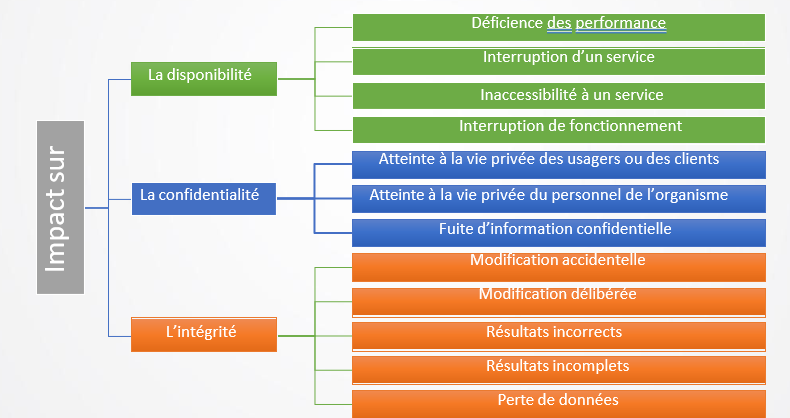 Impact sur
La disponibilité
Déficience des performance
Interruption d'un service
Inaccessibilité à un service
Interruption de fonctionnement
La confidentialité
Atteinte à la vie privée des usagers ou des clients
Atteinte à la vie privée du personnel de l'organisme
Fuite d'information confidentielle
L'intégrité
Modification accidentelle
Modification délibérée
Résultats incorrects
Résultats incomplets
Perte de données